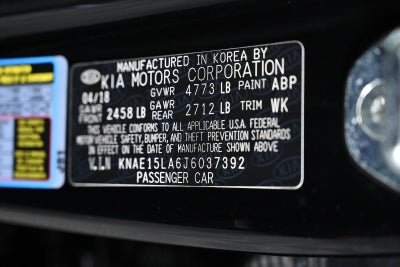 MANUFACTURED IN KOREA BY
KIA MOTORS CORPORATION
04/18 GVWR 4773 LB PAINT ABP
GAWR FRONT 2458 LB GAWR REAR 2712 LB TRIM WK
THIS VEHICLE CONFORMS TO ALL APPLICABLE U.S.A. FEDERAL
MOTOR VEHICLE SAFETY,BUMPER, AND THEFT PREVENTION STANDARDS
IN EFFECT ON THE DATE OF MANUFACTURE SHOWN ABOVE
V.I.N KNAE15LA6J6037392
PASSENGER CAR